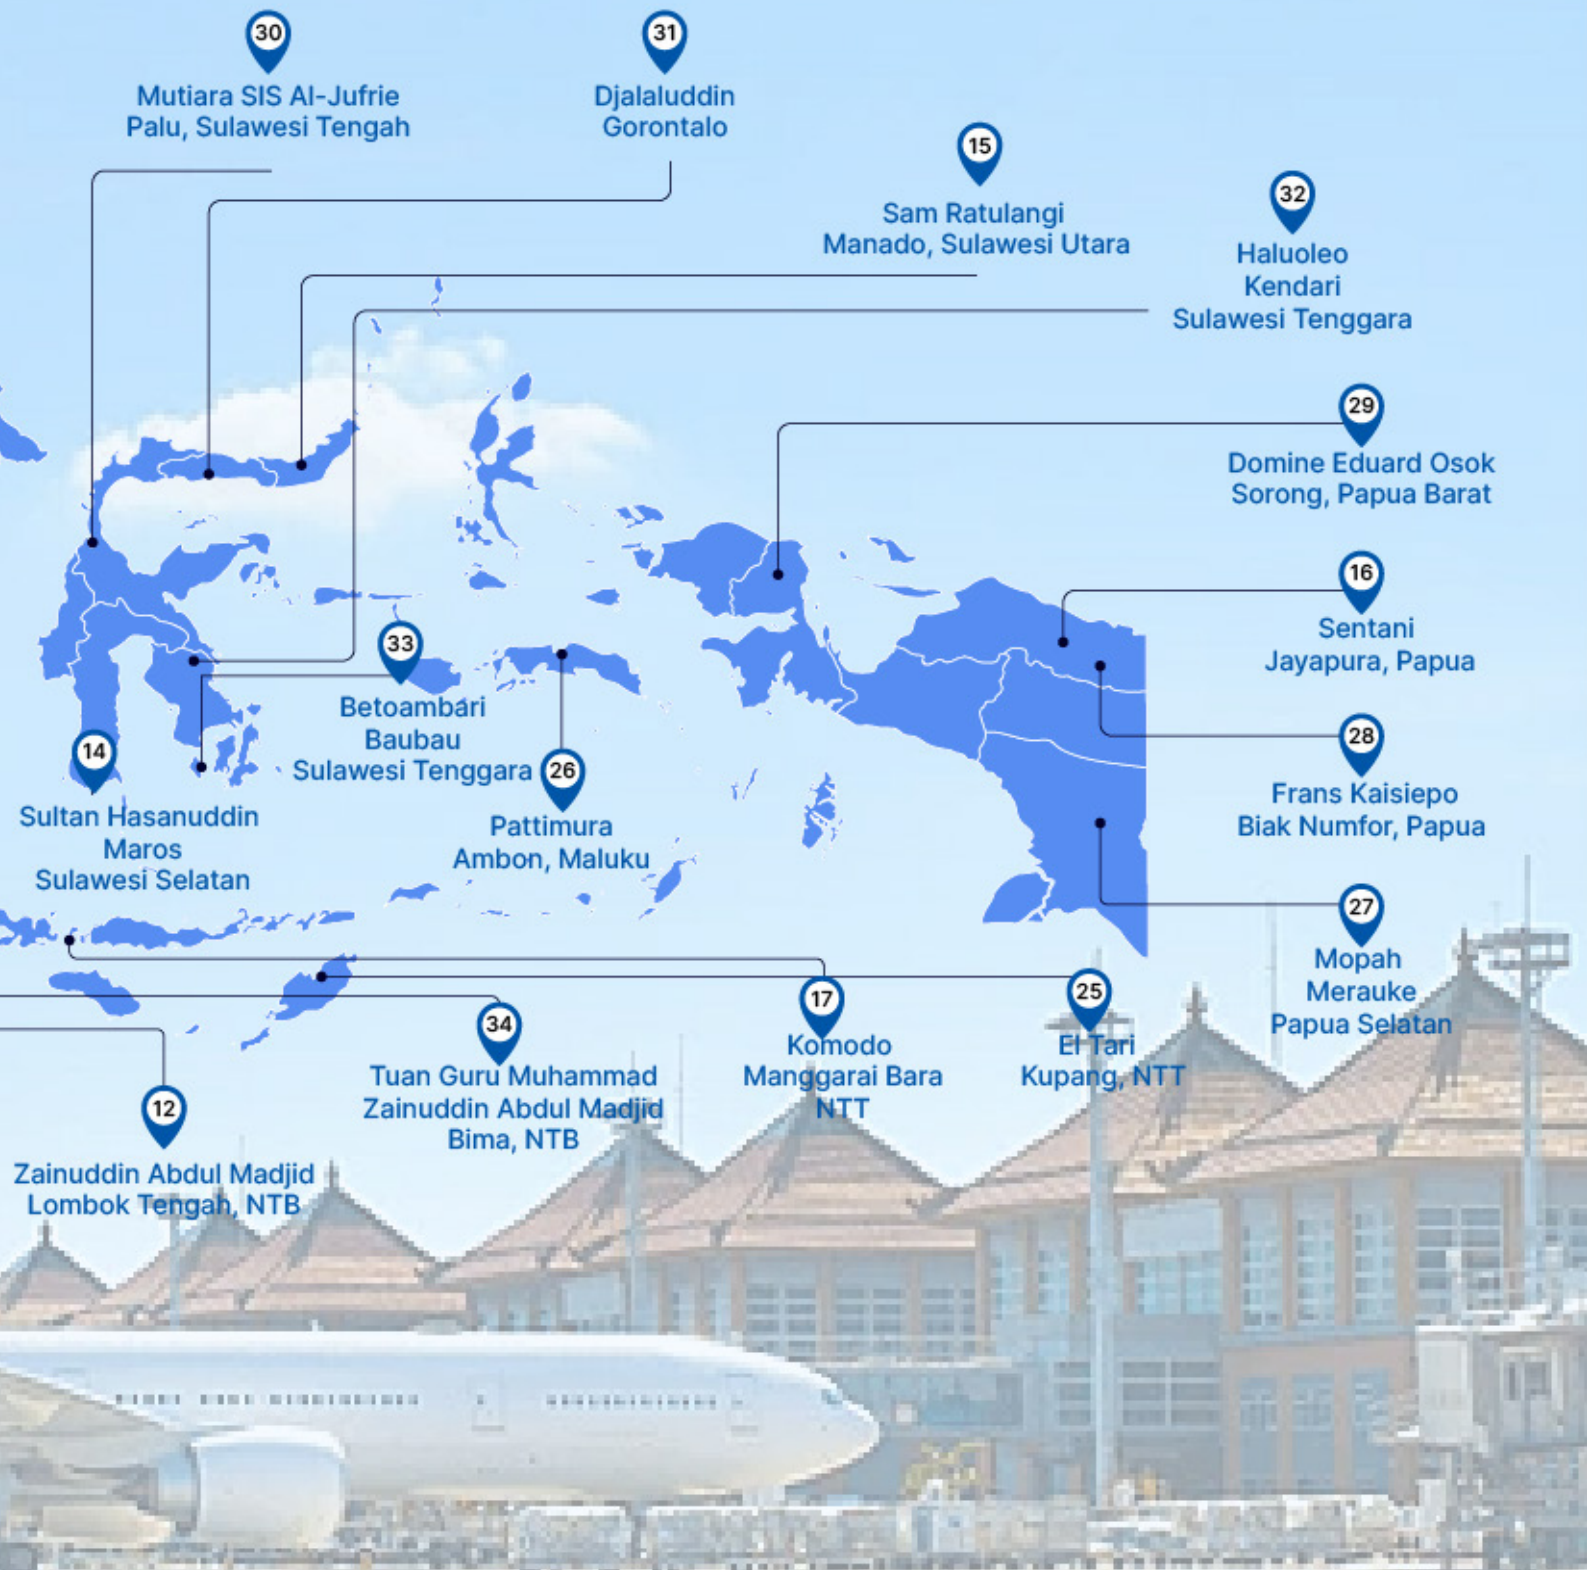 30
Mutiara SIS Al-Jufrie
Palu, Sulawesi Tengah
31
Djalaluddin
Gorontalo
15
Sam Ratulangi
Manado, Sulawesi Utara
32
Haluoleo
Kendari
Sulawesi Tenggara
29
Domine Eduard Osok
Sorong, Papua Barat
16
Sentani
Jayapura, Papua
33
Betoambari
Baubau
Sulawesi Tenggara
14
Sultan Hasanuddin
Maros
Sulawesi Selatan
26
Pattimura
Ambon, Maluku
28
Frans Kaisiepo
Biak Numfor, Papua
27
Mopah
Merauke
Papua Selatan
17
Komodo
Manggarai Bara
NTT
25
El Tari
Kupang, NTT
34
Tuan Guru Muhammad
Zainuddin Abdul Madjid
Bima, NTB
12
Zainuddin Abdul Madjid
Lombok Tengah, NTB